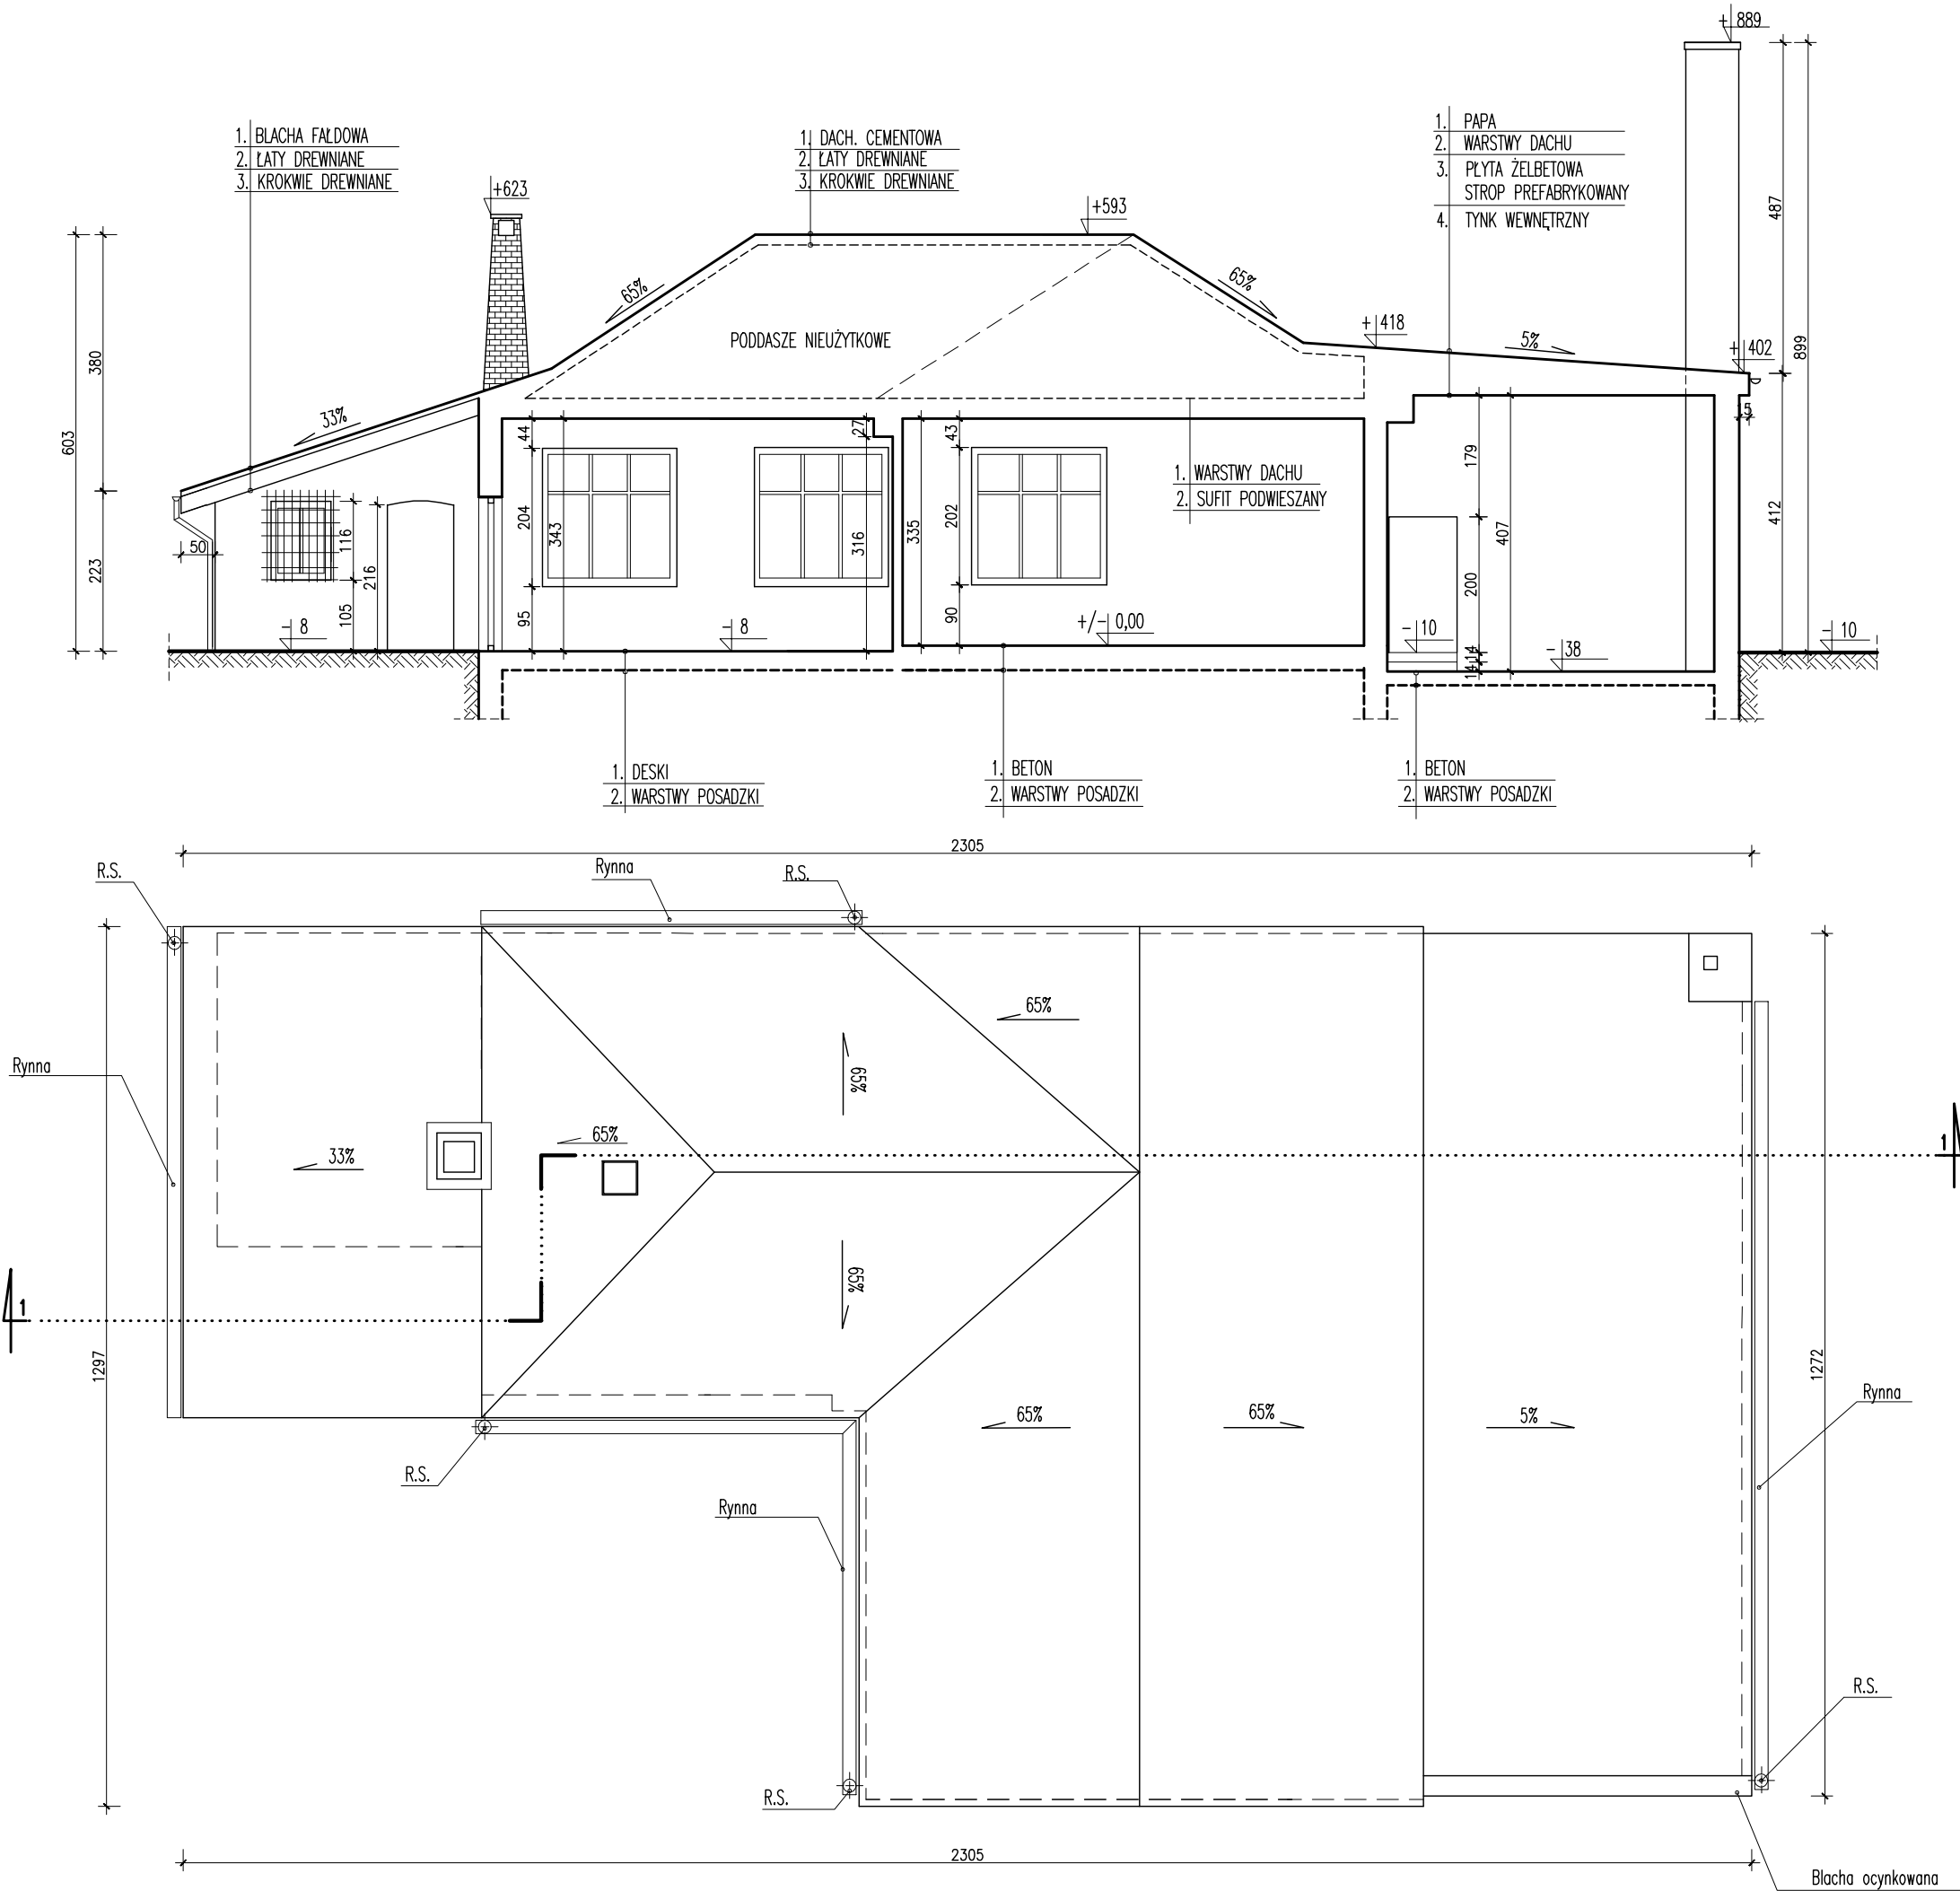 + 889
1. BLACHA FAŁDOWA
2. ŁATY DREWNIANE
3. KROKWIE DREWNIANE
1. DACH. CEMENTOWA
2. ŁATY DREWNIANE
3. KROKWIE DREWNIANE
1. PAPA
2. WARSTWY DACHU
3. PŁYTA ŻELBETOWA
STROP PREFABRYKOWANY
4. TYNK WEWNĘTRZNY
+623
+593
487
65%
65%
+ 418
5%
+ 402
899
PODDASZE NIEUŻYTKOWE
380
603
33%
15
44
27
43
179
1. WARSTWY DACHU
2. SUFIT PODWIESZANY
204
343
316
335
202
407
412
50
116
216
105
223
95
90
200
14
14
- 8
- 8
+/- 0,00
- 10
- 38
- 10
1. DESKI
2. WARSTWY POSADZKI
1. BETON
2. WARSTWY POSADZKI
1. BETON
2. WARSTWY POSADZKI
2305
R.S.
Rynna
R.S.
65%
Rynna
65%
65%
33%
1
65%
1
1297
1272
Rynna
65%
65%
5%
R.S.
Rynna
R.S.
R.S.
2305
Blacha ocynkowana